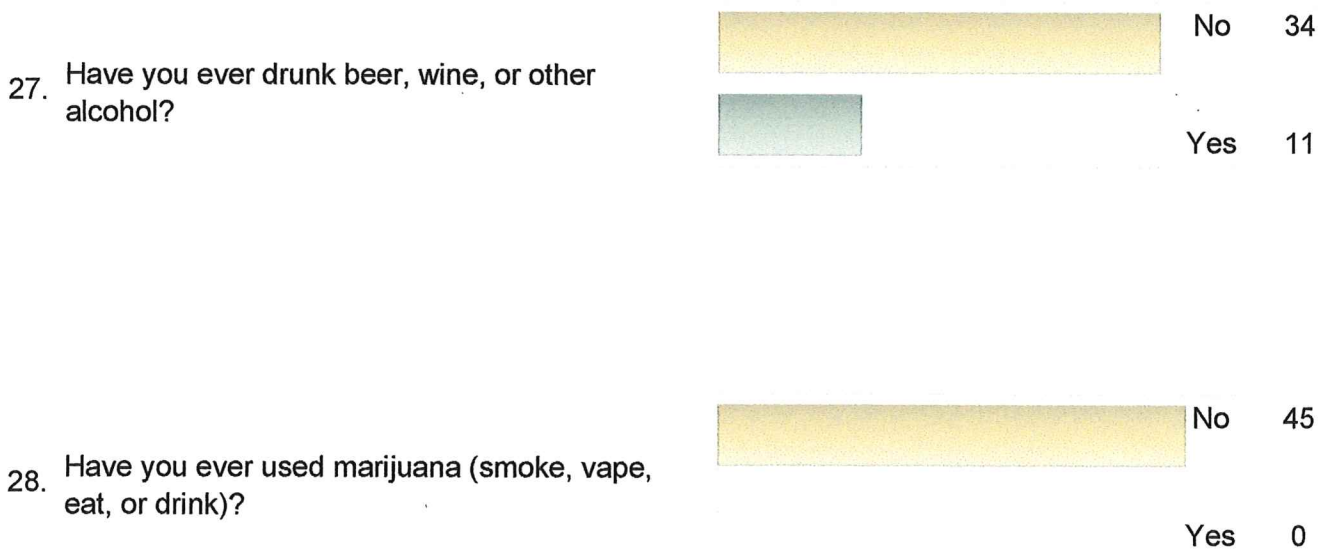 No 34
27. Have you ever drunk beer, wine, or other
alcohol?
Yes 11
No 45
28. Have you ever used marijuana (smoke, vape,
eat, or drink)?
Yes 0